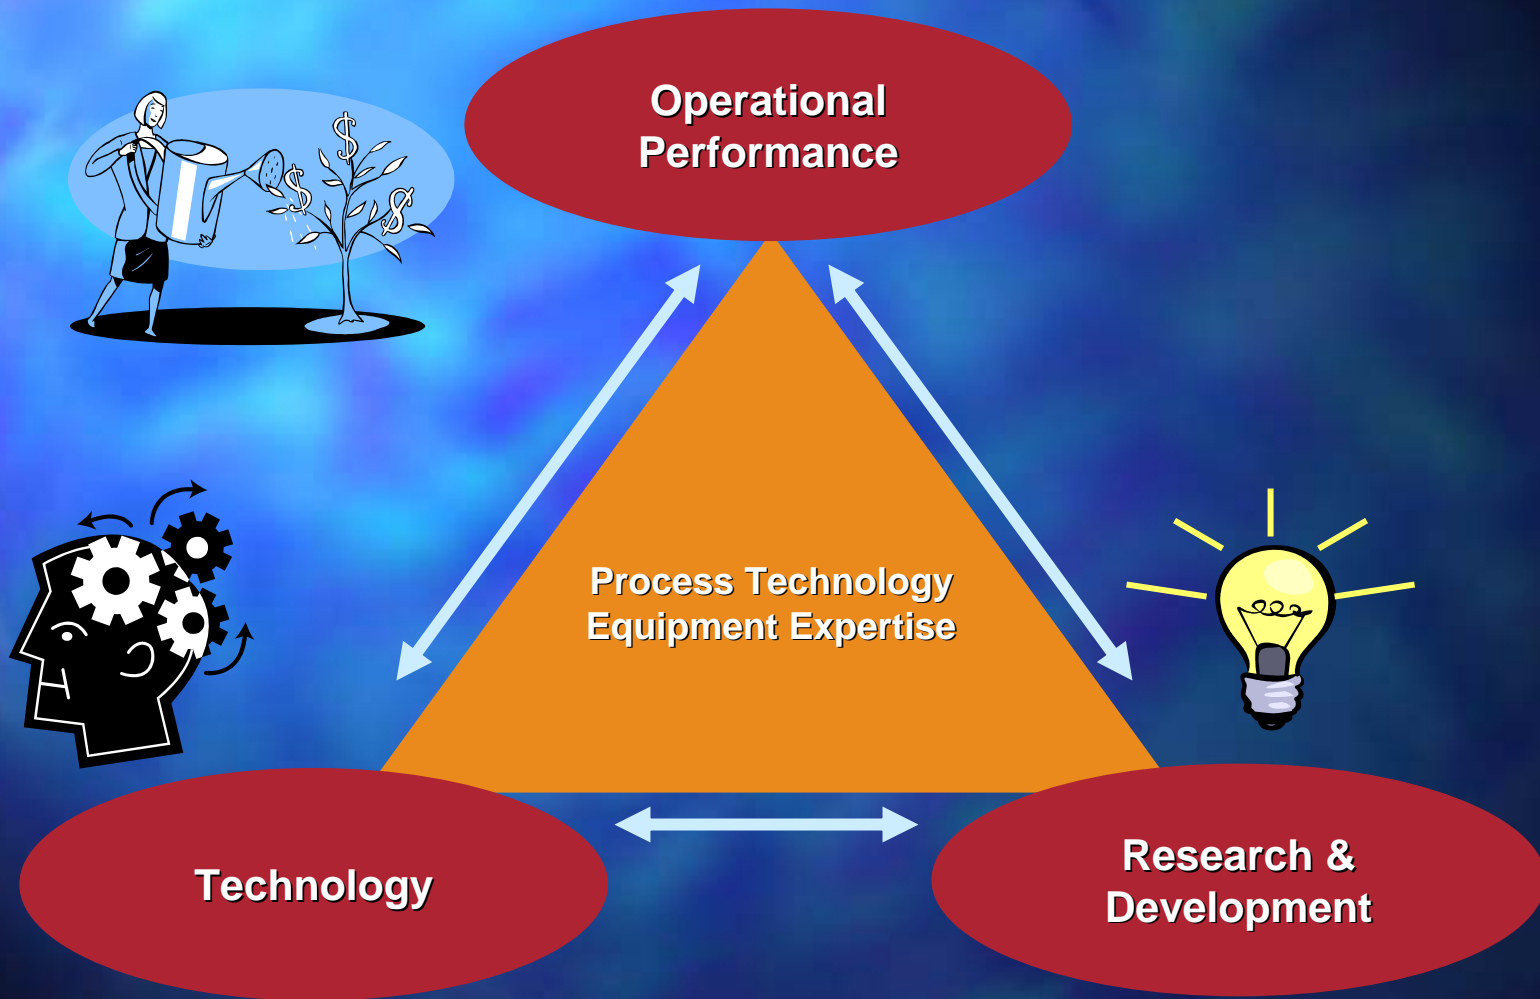 Operational
Performance
Process Technology
Equipment Expertise
Technology
Research &
Development